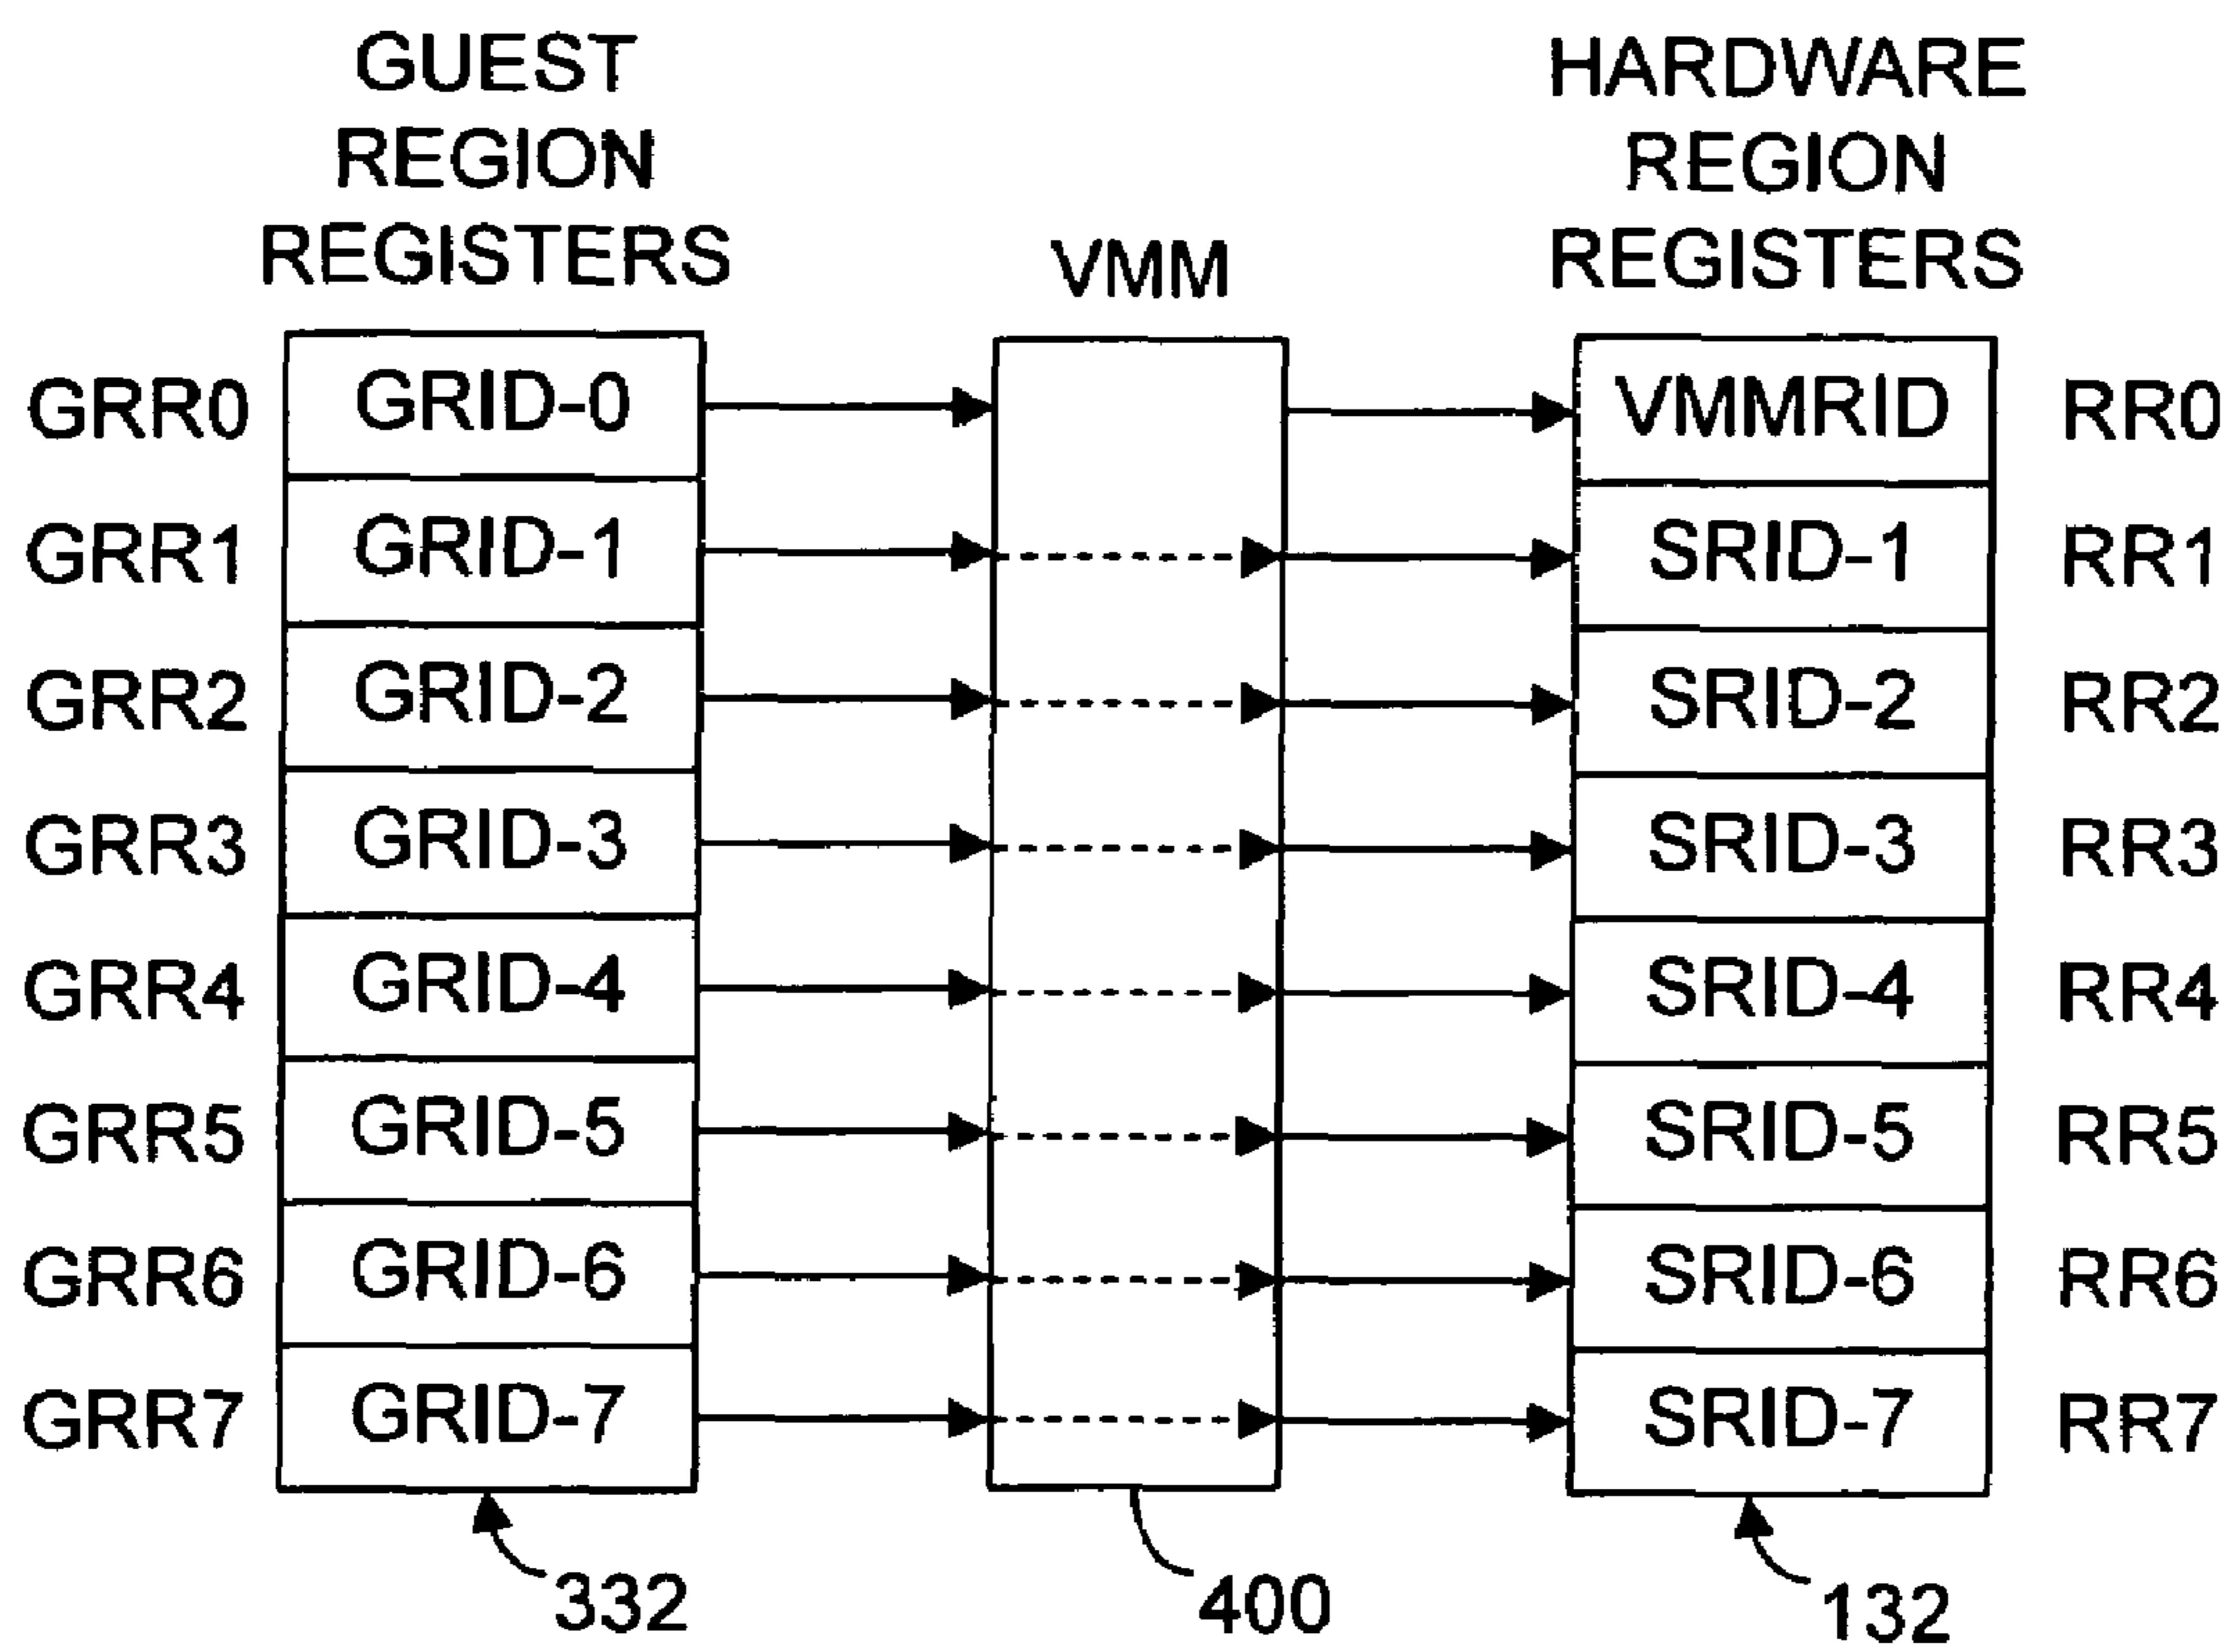 GUEST
REGION
REGISTERS
VMM
HARDWARE
REGION
REGISTERS
GRR0 GRID-0 VMMRID RR0
GRR1 GRID-1 SRID-1 RR1
GRR2 GRID-2 SRID-2 RR2
GRR3 GRID-3 SRID-3 RR3
GRR4 GRID-4 SRID-4 RR4
GRR5 GRID-5 SRID-5 RR5
GRR6 GRID-6 SRID-6 RR6
GRR7 GRID-7 SRID-7 RR7
332 400 132